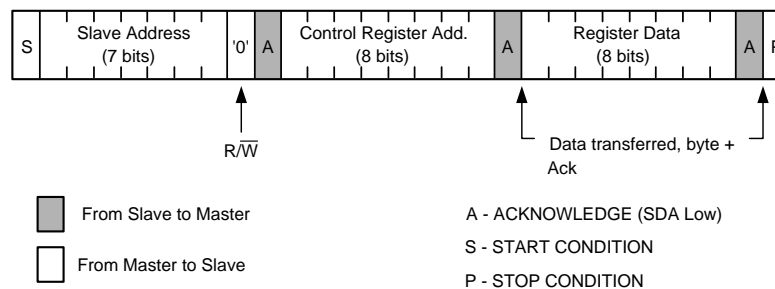 S Slave Address (7 bits) '0' A Control Register Add. (8 bits) A Register Data (8 bits) A P
R/W̅
Data transferred, byte +
Ack
From Slave to Master
From Master to Slave
A - ACKNOWLEDGE (SDA Low)
S - START CONDITION
P - STOP CONDITION